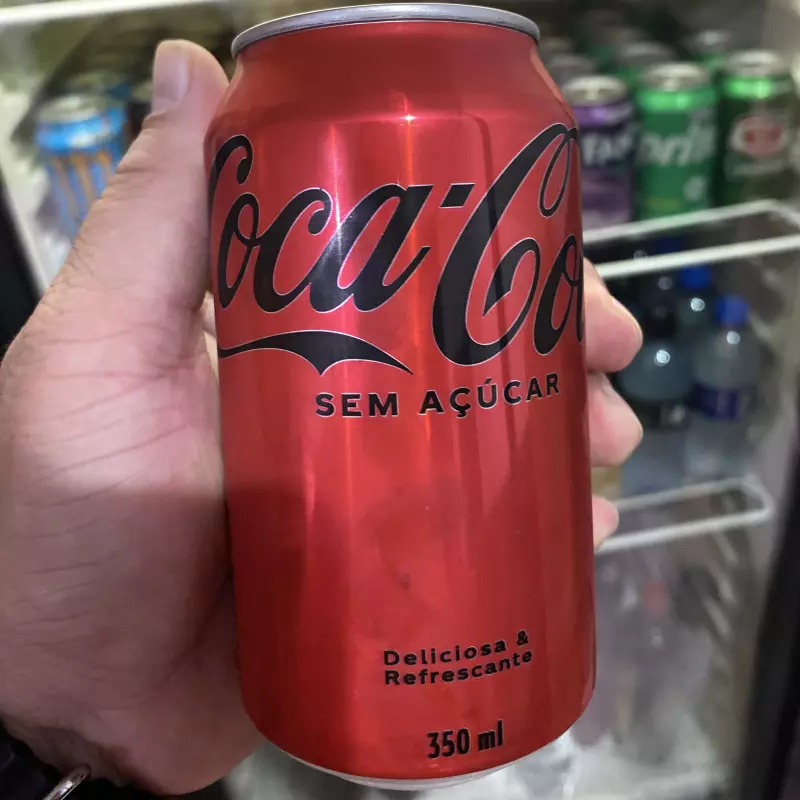 Coca-Co
SEM AÇÚCAR
Deliciosa &
Refrescante
350 ml